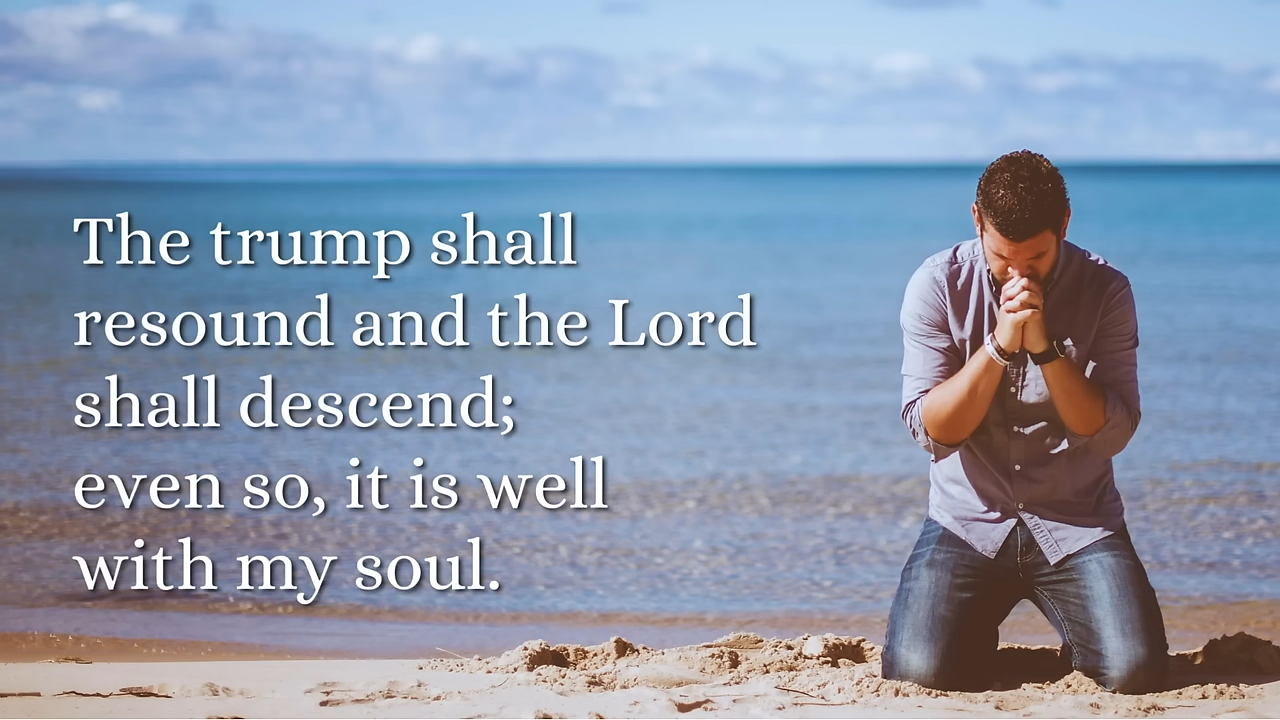 The trump shall
resound and the Lord
shall descend;
even so, it is well
with my soul.